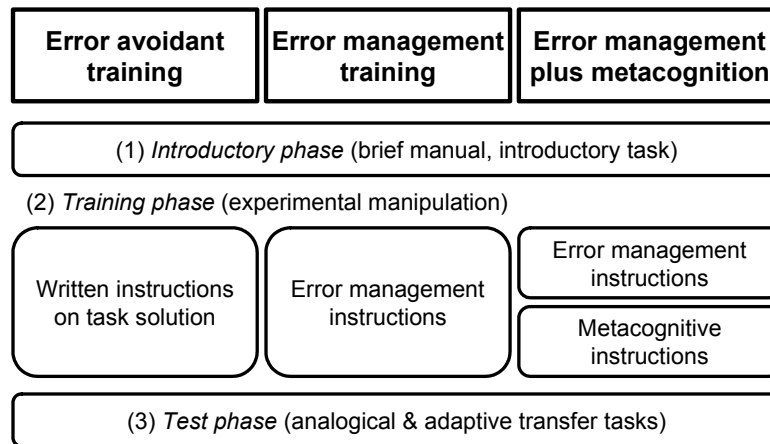 Error avoidant
training
Error management
training
Error management
plus metacognition
(1) Introductory phase (brief manual, introductory task)
(2) Training phase (experimental manipulation)
Written instructions
on task solution
Error management
instructions
Error management
instructions
Metacognitive
instructions
(3) Test phase (analogical & adaptive transfer tasks)